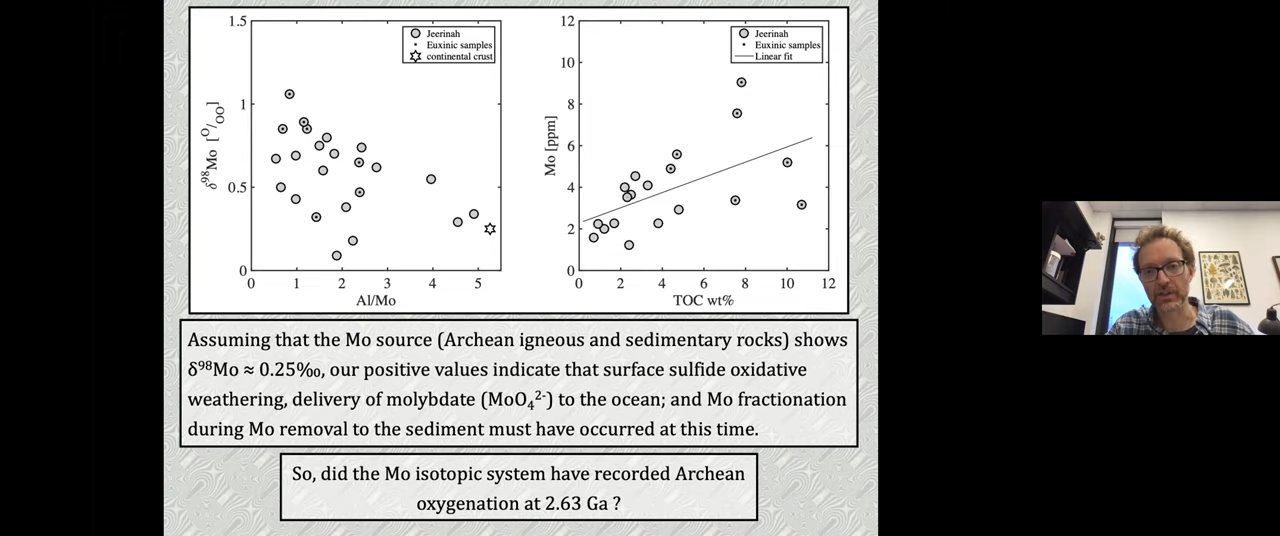 1.5
1
0.5
0
δ98Mo [O/OO]
0 1 2 3 4 5
Al/Mo
Jeerinah
Euxinic samples
continental crust
12
10
8
6
4
2
0
Mo [ppm]
0 2 4 6 8 10 12
TOC wt%
Jeerinah
Euxinic samples
Linear fit
Assuming that the Mo source (Archean igneous and sedimentary rocks) shows
δ⁹⁸Mo ≈ 0.25‰, our positive values indicate that surface sulfide oxidative
weathering, delivery of molybdate (MoO₄²⁻) to the ocean; and Mo fractionation
during Mo removal to the sediment must have occurred at this time.
So, did the Mo isotopic system have recorded Archean
oxygenation at 2.63 Ga ?